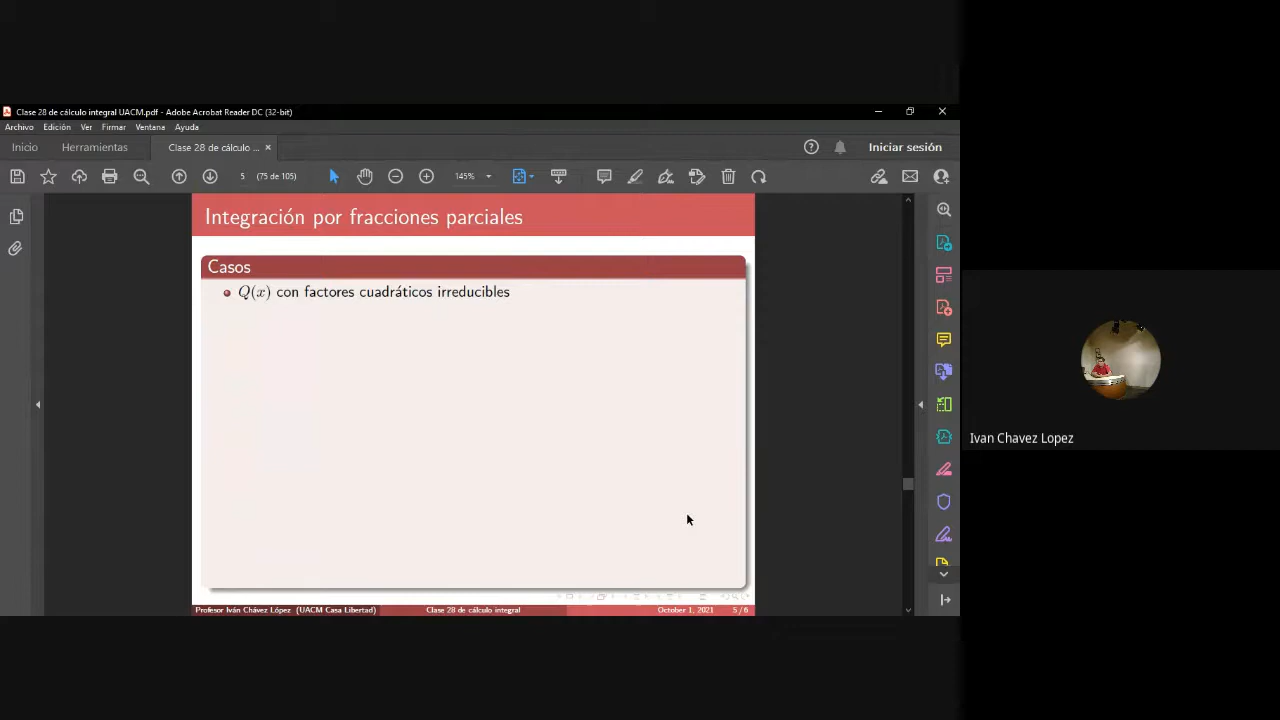 Clase 28 de cálculo integral UACM.pdf - Adobe Acrobat Reader DC (32-bit)
Archivo Edición Ver Firmar Ventana Ayuda
Inicio Herramientas Clase 28 de cálculo ... × Iniciar sesión
5 (75 de 105) 145%
Integración por fracciones parciales
Casos
Q(x) con factores cuadráticos irreducibles
Ivan Chavez Lopez
Profesor Iván Chávez López (UACM Casa Libertad) Clase 28 de cálculo integral October 1, 2021 5 / 6